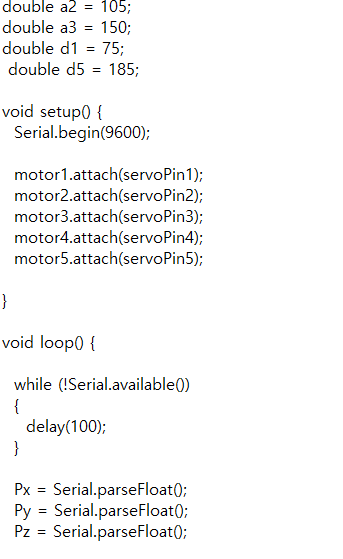 double a2 = 105;
double a3 = 150;
double d1 = 75;
double d5 = 185;
void setup() {
Serial.begin(9600);
motor1.attach(servoPin1);
motor2.attach(servoPin2);
motor3.attach(servoPin3);
motor4.attach(servoPin4);
motor5.attach(servoPin5);
}
void loop() {
while (!Serial.available())
{
delay(100);
}
Px = Serial.parseFloat();
Py = Serial.parseFloat();
Pz = Serial.parseFloat();